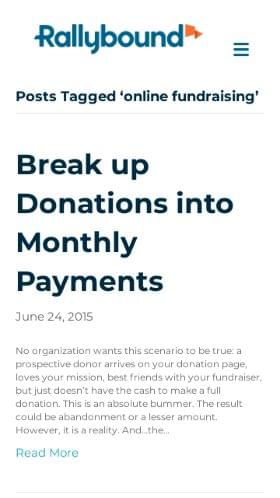 Rallybound
Posts Tagged ‘online fundraising’
Break up
Donations into
Monthly
Payments
June 24, 2015
No organization wants this scenario to be true: a
prospective donor arrives on your donation page,
loves your mission, best friends with your fundraiser,
but just doesn’t have the cash to make a full
donation. This is an absolute bummer. The result
could be abandonment or a lesser amount.
However, it is a reality. And…the…
Read More